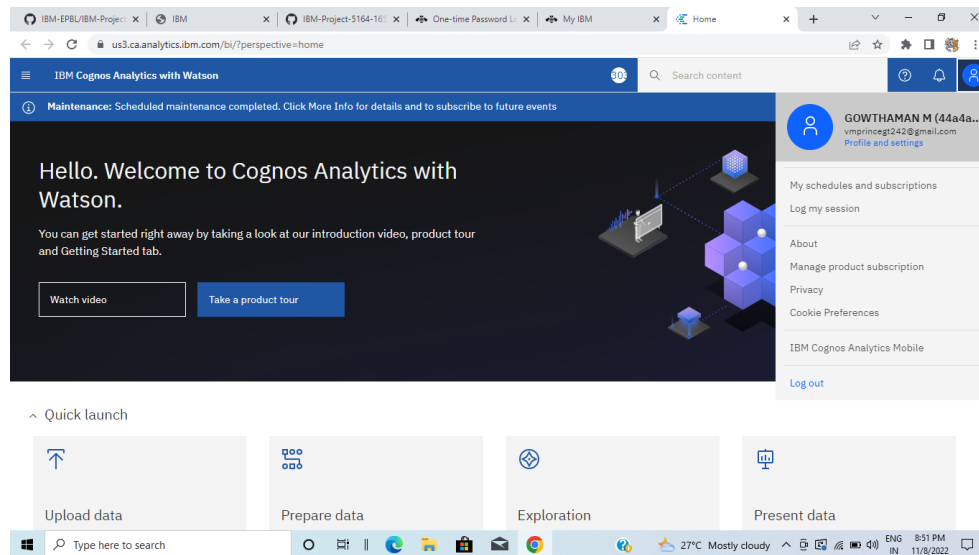 IBM-EPBL/IBM-Project
IBM
IBM-Project-5164-165
One-time Password Lo
My IBM
Home
us3.ca.analytics.ibm.com/bi/?perspective=home
IBM Cognos Analytics with Watson
303
Search content
Maintenance: Scheduled maintenance completed. Click More Info for details and to subscribe to future events
GOWTHAMAN M (44a4a...
vmprincegt242@gmail.com
Profile and settings
Hello. Welcome to Cognos Analytics with
Watson.
You can get started right away by taking a look at our introduction video, product tour
and Getting Started tab.
Watch video
Take a product tour
My schedules and subscriptions
Log my session
About
Manage product subscription
Privacy
Cookie Preferences
IBM Cognos Analytics Mobile
Log out
Quick launch
Upload data
Prepare data
Exploration
Present data
Type here to search
27°C Mostly cloudy
ENG
IN
8:51 PM
11/8/2022